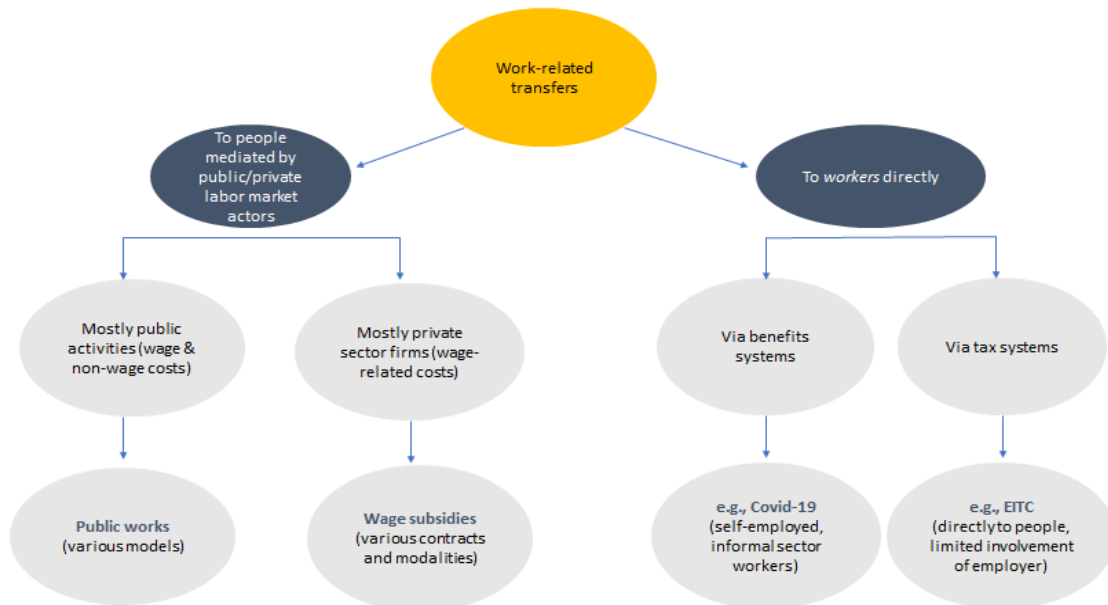 Work-related
transfers
To people
mediated by
public/private
labor market
actors
To workers directly
Mostly public
activities (wage &
non-wage costs)
Mostly private
sector firms (wage-
related costs)
Via benefits
systems
Via tax systems
Public works
(various models)
Wage subsidies
(various contracts
and modalities)
e.g., Covid-19
(self-employed,
informal sector
workers)
e.g., EITC
(directly to people,
limited involvement
of employer)